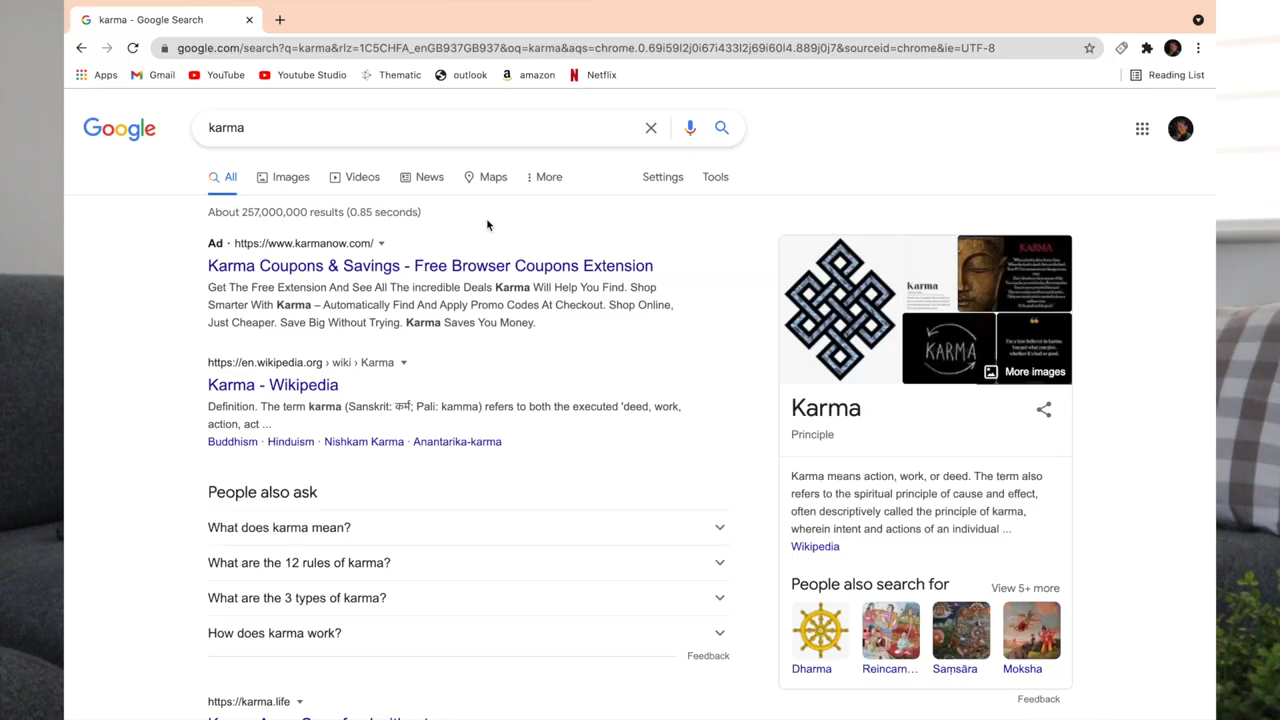 karma - Google Search
google.com/search?q=karma&rlz=1C5CHFA_enGB937GB937&oq=karma&aqs=chrome.0.69i59l2j0i67i433l2j69i60l4.889j0j7&sourceid=chrome&ie=UTF-8
Apps Gmail YouTube Youtube Studio Thematic outlook amazon Netflix Reading List
Google
karma
All Images Videos News Maps More Settings Tools
About 257,000,000 results (0.85 seconds)
Ad · https://www.karmanow.com/
Karma Coupons & Savings - Free Browser Coupons Extension
Get The Free Extension And See All The incredible Deals Karma Will Help You Find. Shop
Smarter With Karma – Automatically Find And Apply Promo Codes At Checkout. Shop Online,
Just Cheaper. Save Big Without Trying. Karma Saves You Money.
https://en.wikipedia.org › wiki › Karma
Karma - Wikipedia
Definition. The term karma (Sanskrit: कर्म; Pali: kamma) refers to both the executed 'deed, work,
action, act ...
Buddhism · Hinduism · Nishkam Karma · Anantarika-karma
People also ask
What does karma mean?
What are the 12 rules of karma?
What are the 3 types of karma?
How does karma work?
Feedback
https://karma.life
Karma
KARMA
KARMA
More images
Karma
Principle
Karma means action, work, or deed. The term also
refers to the spiritual principle of cause and effect,
often descriptively called the principle of karma,
wherein intent and actions of an individual ...
Wikipedia
People also search for
View 5+ more
Dharma Reincarn... Saṃsāra Moksha
Feedback